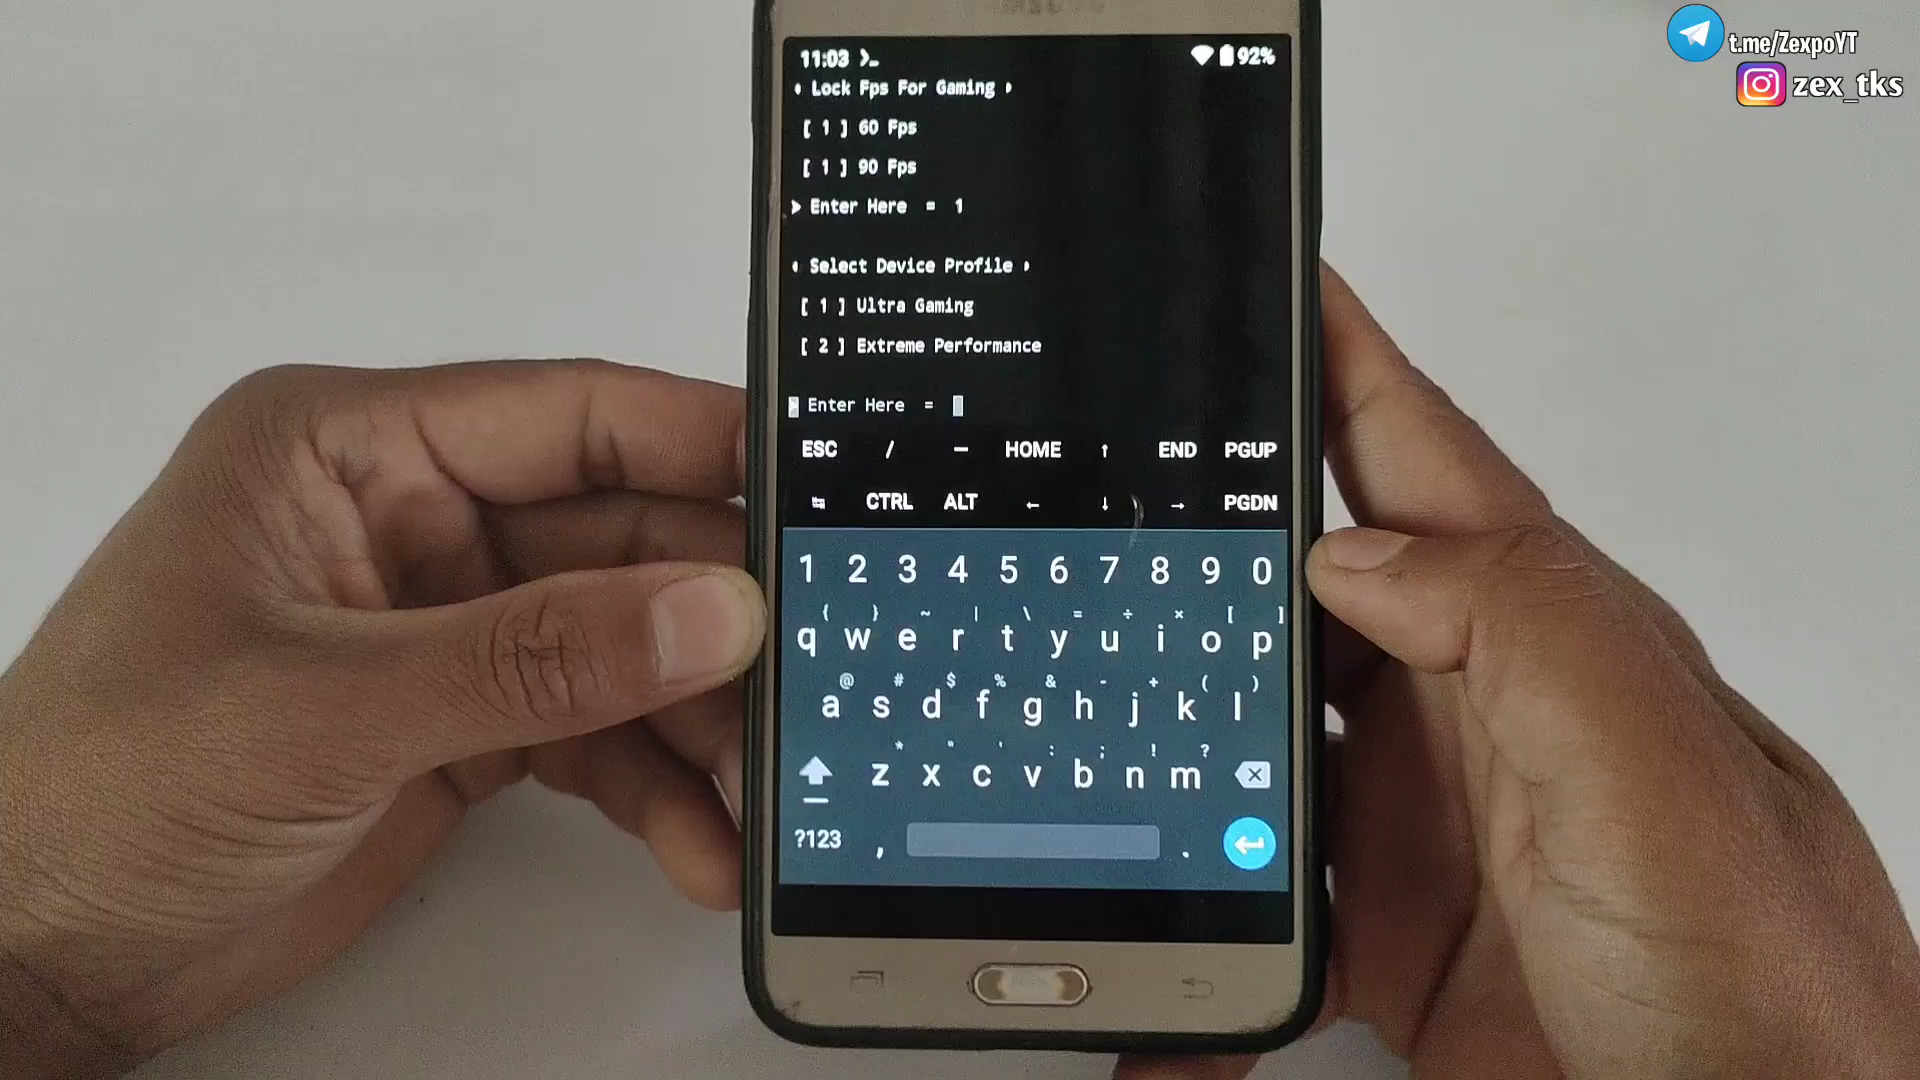 t.me/ZexpoYT
zex_tks
SAMSUNG
11:03
92%
Lock Fps For Gaming
[ 1 ] 60 Fps
[ 1 ] 90 Fps
> Enter Here = 1
Select Device Profile
[ 1 ] Ultra Gaming
[ 2 ] Extreme Performance
> Enter Here =
ESC / — HOME ↑ END PGUP
↹ CTRL ALT ← ↓ → PGDN
1 2 3 4 5 6 7 8 9 0
{ } ~ | \ = ÷ × [ ]
q w e r t y u i o p
@ # $ % & - + ( )
a s d f g h j k l
* " ' : ; ! ?
z x c v b n m
?123 , .